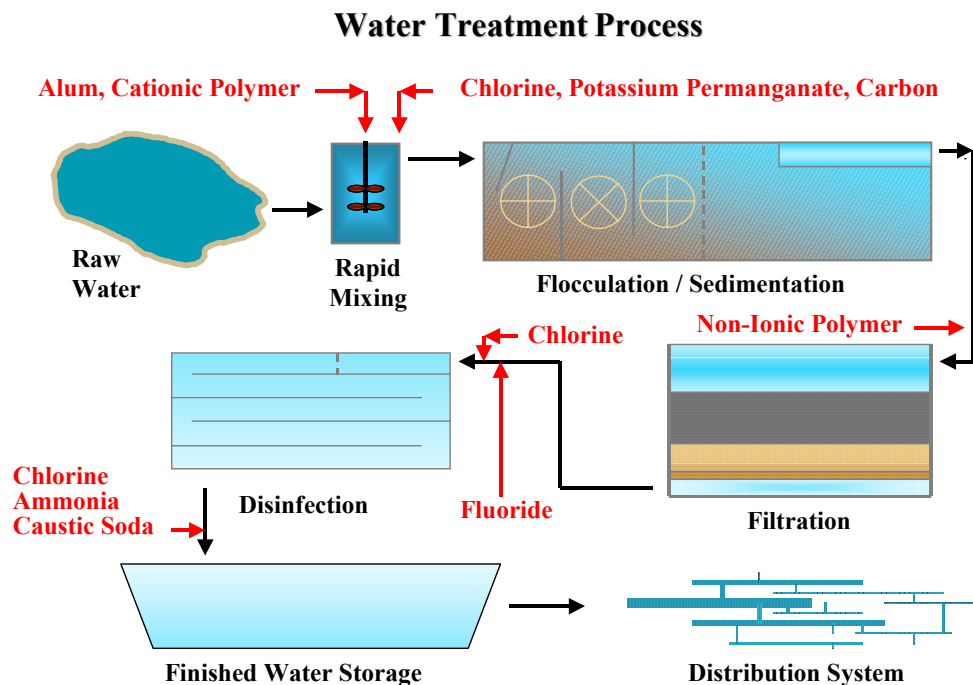 Water Treatment Process
Alum, Cationic Polymer
Chlorine, Potassium Permanganate, Carbon
Raw
Water
Rapid
Mixing
Flocculation / Sedimentation
Non-Ionic Polymer
Chlorine
Chlorine
Ammonia
Caustic Soda
Disinfection
Fluoride
Filtration
Finished Water Storage
Distribution System